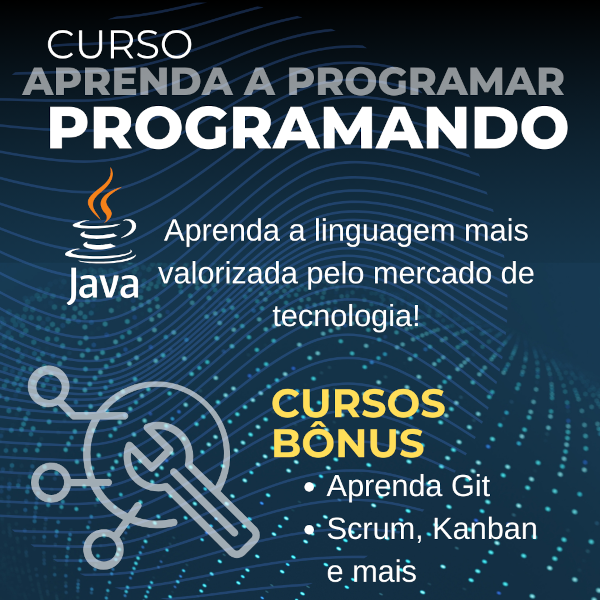 CURSO
APRENDA A PROGRAMAR
PROGRAMANDO
Java
Aprenda a linguagem mais
valorizada pelo mercado de
tecnologia!
CURSOS
BÔNUS
• Aprenda Git
• Scrum, Kanban
e mais